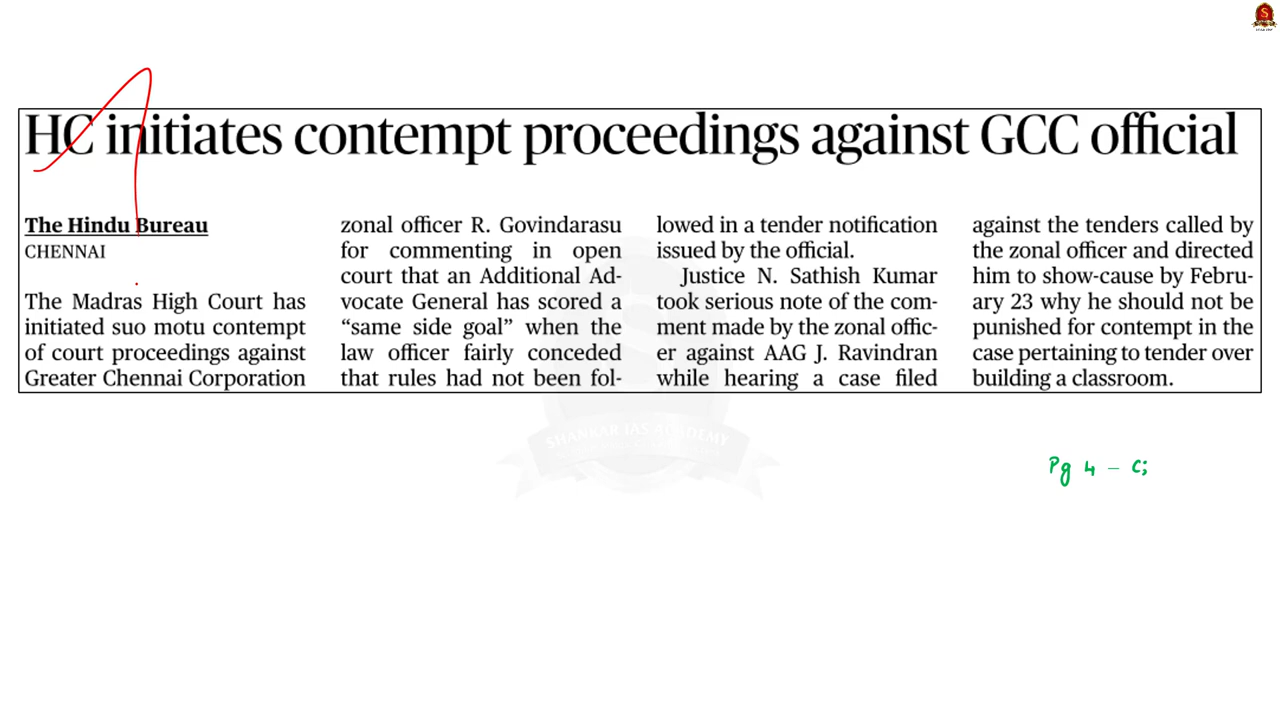 HC initiates contempt proceedings against GCC official
The Hindu Bureau
CHENNAI
The Madras High Court has
initiated suo motu contempt
of court proceedings against
Greater Chennai Corporation
zonal officer R. Govindarasu
for commenting in open
court that an Additional Ad-
vocate General has scored a
“same side goal” when the
law officer fairly conceded
that rules had not been fol-
lowed in a tender notification
issued by the official.
Justice N. Sathish Kumar
took serious note of the com-
ment made by the zonal offic-
er against AAG J. Ravindran
while hearing a case filed
against the tenders called by
the zonal officer and directed
him to show-cause by Febru-
ary 23 why he should not be
punished for contempt in the
case pertaining to tender over
building a classroom.
SHANKAR IAS ACADEMY
Pg 4 – C;